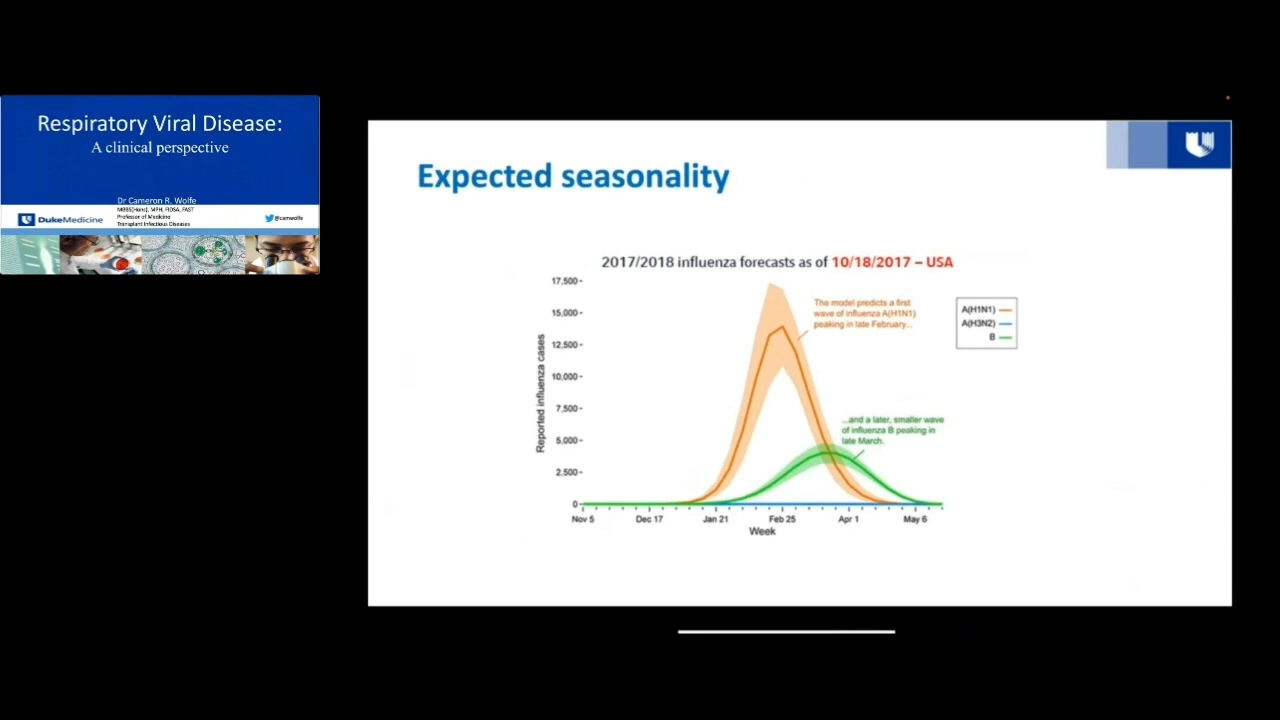 Respiratory Viral Disease:
A clinical perspective
Dr Cameron R. Wolfe
MBBS(Hons), MPH, FIDSA, FAST
Professor of Medicine
Transplant Infectious Diseases
DukeMedicine
@camwolfe
Expected seasonality
2017/2018 influenza forecasts as of 10/18/2017 – USA
17,500
15,000
12,500
10,000
7,500
5,000
2,500
0
Reported influenza cases
The model predicts a first
wave of influenza A(H1N1)
peaking in late February...
...and a later, smaller wave
of influenza B peaking in
late March.
A(H1N1)
A(H3N2)
B
Nov 5 Dec 17 Jan 21 Feb 25 Apr 1 May 6
Week